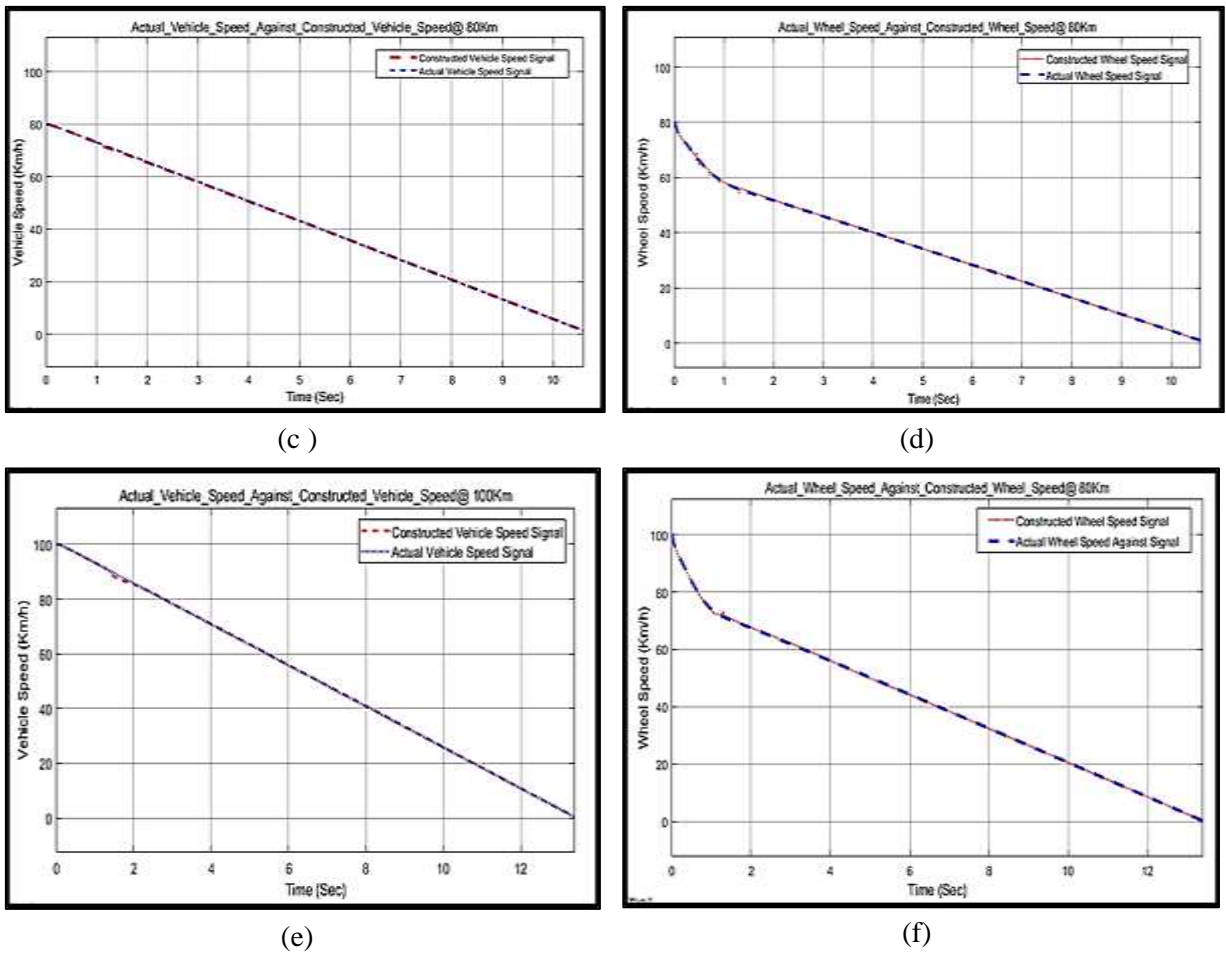 Actual_Vehicle_Speed_Against_Constructed_Vehicle_Speed@ 80Km
Constructed Vehicle Speed Signal
Actual Vehicle Speed Signal
Vehicle Speed (Km/h)
100
80
60
40
20
0
0 1 2 3 4 5 6 7 8 9 10
Time (Sec)
(c )
Actual_Wheel_Speed_Against_Constructed_Wheel_Speed@ 80Km
Constructed Wheel Speed Signal
Actual Wheel Speed Signal
Wheel Speed (Km/h)
100
80
60
40
20
0
0 1 2 3 4 5 6 7 8 9 10
Time (Sec)
(d)
Actual_Vehicle_Speed_Against_Constructed_Vehicle_Speed@ 100Km
Constructed Vehicle Speed Signal
Actual Vehicle Speed Signal
Vehicle Speed (Km/h)
100
80
60
40
20
0
0 2 4 6 8 10 12
Time (Sec)
(e)
Actual_Wheel_Speed_Against_Constructed_Wheel_Speed@ 80Km
Constructed Wheel Speed Signal
Actual Wheel Speed Against Signal
Wheel Speed (Km/h)
100
80
60
40
20
0
0 2 4 6 8 10 12
Time (Sec)
(f)